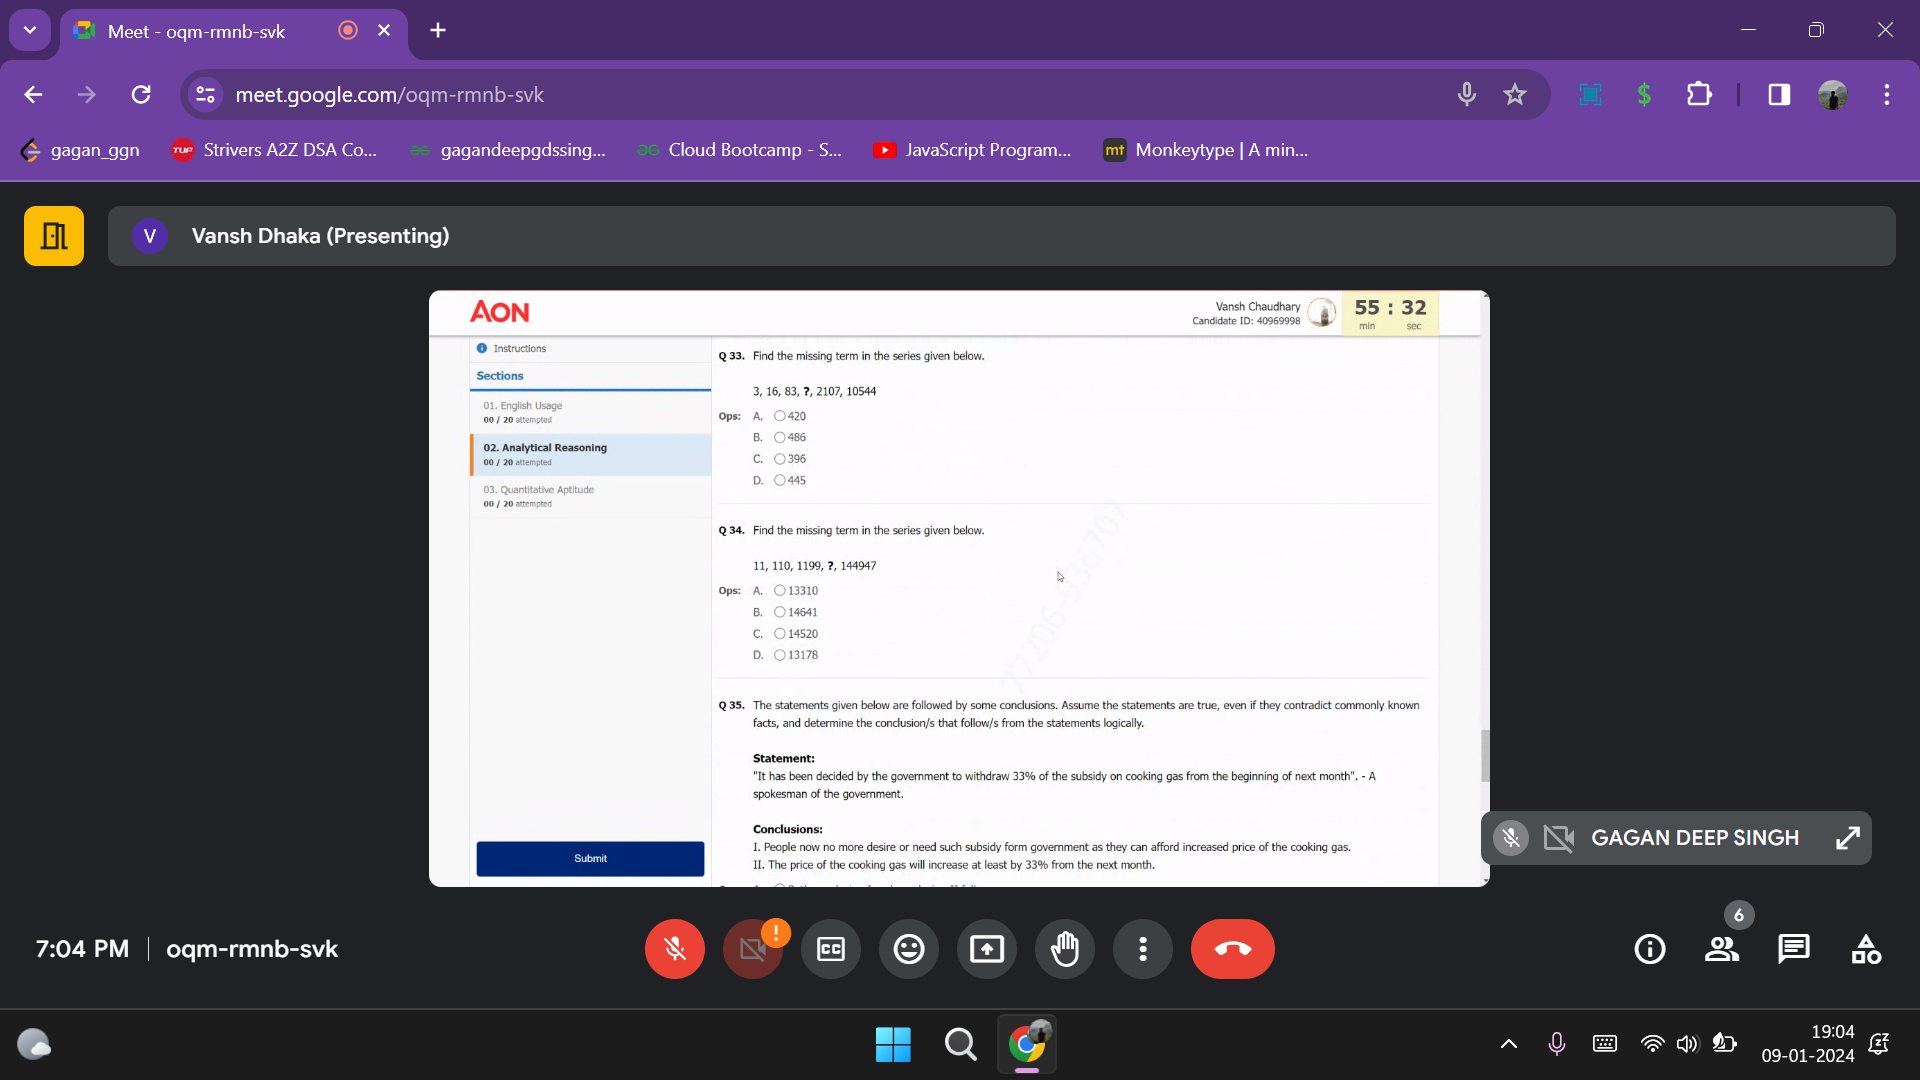 Meet - oqm-rmnb-svk
meet.google.com/oqm-rmnb-svk
gagan_ggn
TUF
Strivers A2Z DSA Co...
gagandeepgdssing...
Cloud Bootcamp - S...
JavaScript Program...
mt
Monkeytype | A min...
V
Vansh Dhaka (Presenting)
AON
Vansh Chaudhary
Candidate ID: 40969998
55 : 32
min sec
Instructions
Sections
01. English Usage
00 / 20 attempted
02. Analytical Reasoning
00 / 20 attempted
03. Quantitative Aptitude
00 / 20 attempted
Submit
Q 33. Find the missing term in the series given below.
3, 16, 83, ?, 2107, 10544
Ops: A. 420
B. 486
C. 396
D. 445
Q 34. Find the missing term in the series given below.
11, 110, 1199, ?, 144947
Ops: A. 13310
B. 14641
C. 14520
D. 13178
Q 35. The statements given below are followed by some conclusions. Assume the statements are true, even if they contradict commonly known
facts, and determine the conclusion/s that follow/s from the statements logically.
Statement:
"It has been decided by the government to withdraw 33% of the subsidy on cooking gas from the beginning of next month". - A
spokesman of the government.
Conclusions:
I. People now no more desire or need such subsidy form government as they can afford increased price of the cooking gas.
II. The price of the cooking gas will increase at least by 33% from the next month.
GAGAN DEEP SINGH
7:04 PM | oqm-rmnb-svk
CC
6
19:04
09-01-2024